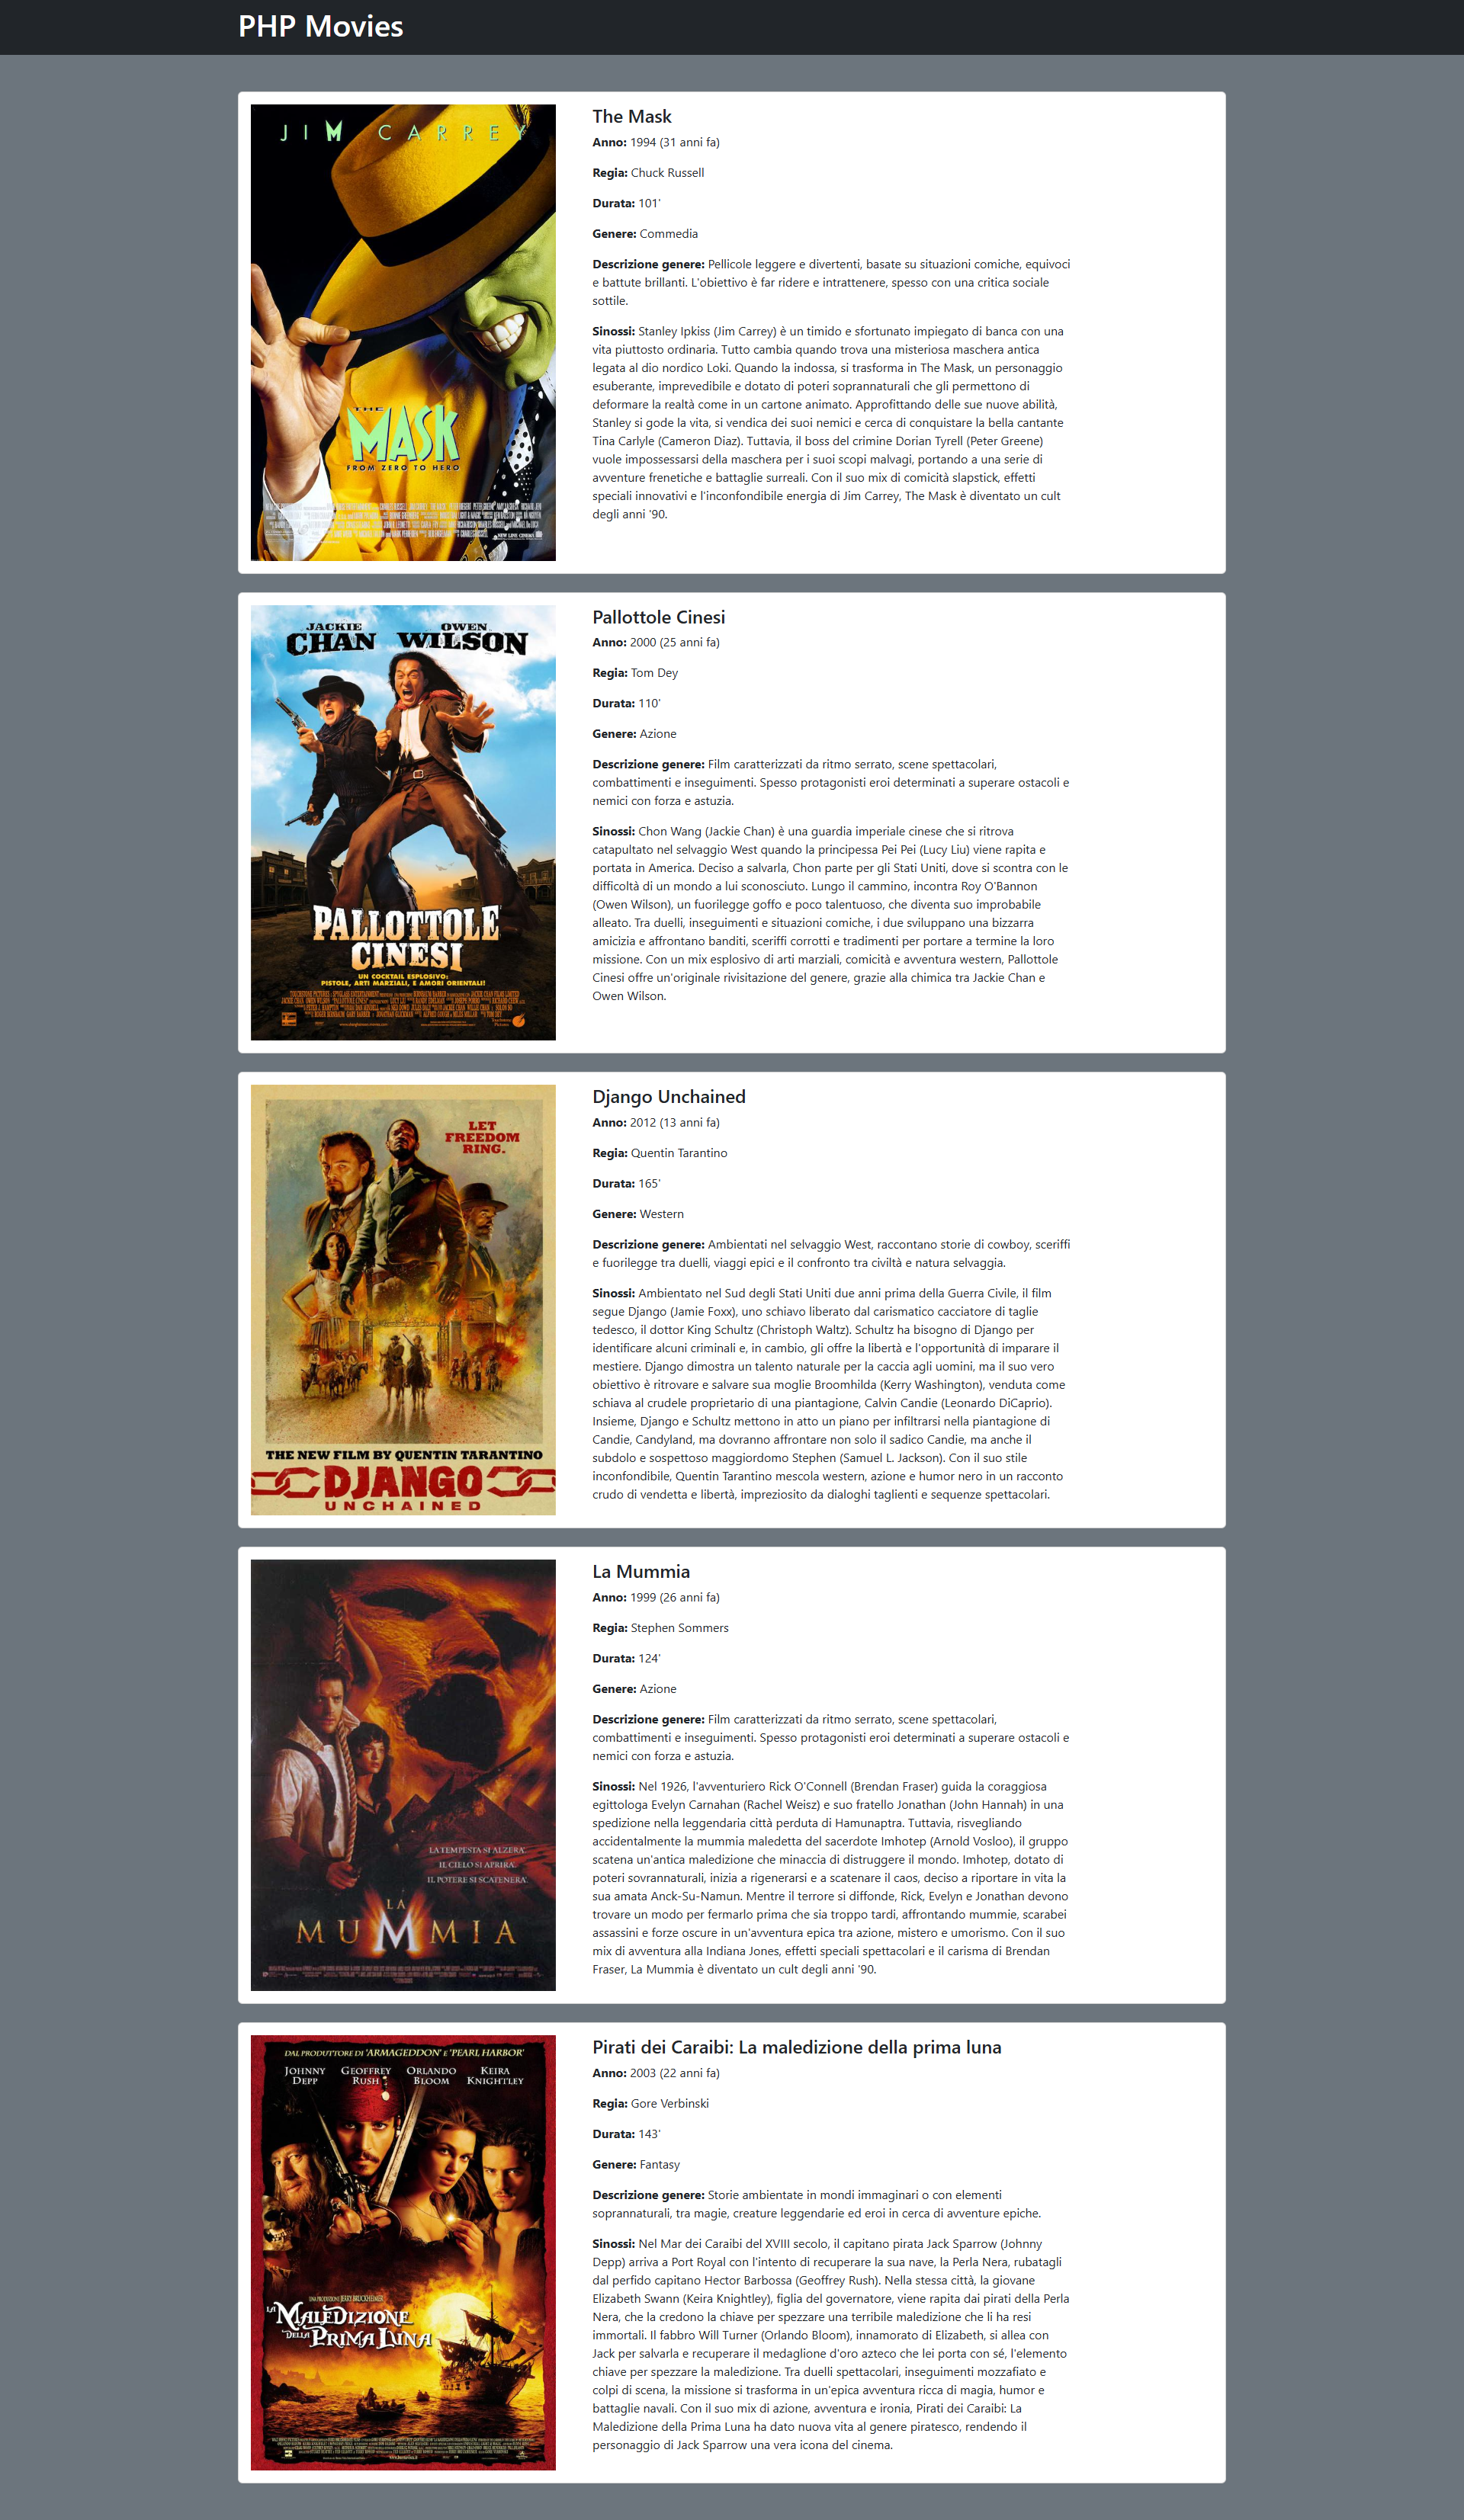 PHP Movies
JIM CARREY
THE
MASK
FROM ZERO TO HERO
NEW LINE CINEMA
The Mask
Anno: 1994 (31 anni fa)
Regia: Chuck Russell
Durata: 101'
Genere: Commedia
Descrizione genere: Pellicole leggere e divertenti, basate su situazioni comiche, equivoci
e battute brillanti. L'obiettivo è far ridere e intrattenere, spesso con una critica sociale
sottile.
Sinossi: Stanley Ipkiss (Jim Carrey) è un timido e sfortunato impiegato di banca con una
vita piuttosto ordinaria. Tutto cambia quando trova una misteriosa maschera antica
legata al dio nordico Loki. Quando la indossa, si trasforma in The Mask, un personaggio
esuberante, imprevedibile e dotato di poteri soprannaturali che gli permettono di
deformare la realtà come in un cartone animato. Approfittando delle sue nuove abilità,
Stanley si gode la vita, si vendica dei suoi nemici e cerca di conquistare la bella cantante
Tina Carlyle (Cameron Diaz). Tuttavia, il boss del crimine Dorian Tyrell (Peter Greene)
vuole impossessarsi della maschera per i suoi scopi malvagi, portando a una serie di
avventure frenetiche e battaglie surreali. Con il suo mix di comicità slapstick, effetti
speciali innovativi e l'inconfondibile energia di Jim Carrey, The Mask è diventato un cult
degli anni '90.
JACKIE OWEN
CHAN WILSON
PALLOTTOLE
CINESI
UN COCKTAIL ESPLOSIVO:
PISTOLE, ARTI MARZIALI, E AMORI ORIENTALI!
Pallottole Cinesi
Anno: 2000 (25 anni fa)
Regia: Tom Dey
Durata: 110'
Genere: Azione
Descrizione genere: Film caratterizzati da ritmo serrato, scene spettacolari,
combattimenti e inseguimenti. Spesso protagonisti eroi determinati a superare ostacoli e
nemici con forza e astuzia.
Sinossi: Chon Wang (Jackie Chan) è una guardia imperiale cinese che si ritrova
catapultato nel selvaggio West quando la principessa Pei Pei (Lucy Liu) viene rapita e
portata in America. Deciso a salvarla, Chon parte per gli Stati Uniti, dove si scontra con le
difficoltà di un mondo a lui sconosciuto. Lungo il cammino, incontra Roy O'Bannon
(Owen Wilson), un fuorilegge goffo e poco talentuoso, che diventa suo improbabile
alleato. Tra duelli, inseguimenti e situazioni comiche, i due sviluppano una bizzarra
amicizia e affrontano banditi, sceriffi corrotti e tradimenti per portare a termine la loro
missione. Con un mix esplosivo di arti marziali, comicità e avventura western, Pallottole
Cinesi offre un'originale rivisitazione del genere, grazie alla chimica tra Jackie Chan e
Owen Wilson.
LET
FREEDOM
RING.
THE NEW FILM BY QUENTIN TARANTINO
DJANGO
UNCHAINED
Django Unchained
Anno: 2012 (13 anni fa)
Regia: Quentin Tarantino
Durata: 165'
Genere: Western
Descrizione genere: Ambientati nel selvaggio West, raccontano storie di cowboy, sceriffi
e fuorilegge tra duelli, viaggi epici e il confronto tra civiltà e natura selvaggia.
Sinossi: Ambientato nel Sud degli Stati Uniti due anni prima della Guerra Civile, il film
segue Django (Jamie Foxx), uno schiavo liberato dal carismatico cacciatore di taglie
tedesco, il dottor King Schultz (Christoph Waltz). Schultz ha bisogno di Django per
identificare alcuni criminali e, in cambio, gli offre la libertà e l'opportunità di imparare il
mestiere. Django dimostra un talento naturale per la caccia agli uomini, ma il suo vero
obiettivo è ritrovare e salvare sua moglie Broomhilda (Kerry Washington), venduta come
schiava al crudele proprietario di una piantagione, Calvin Candie (Leonardo DiCaprio).
Insieme, Django e Schultz mettono in atto un piano per infiltrarsi nella piantagione di
Candie, Candyland, ma dovranno affrontare non solo il sadico Candie, ma anche il
subdolo e sospettoso maggiordomo Stephen (Samuel L. Jackson). Con il suo stile
inconfondibile, Quentin Tarantino mescola western, azione e humor nero in un racconto
crudo di vendetta e libertà, impreziosito da dialoghi taglienti e sequenze spettacolari.
LA TEMPESTA SI ALZERA'.
IL CIELO SI APRIRA'.
IL POTERE SI SCATENERA'.
LA
MUMMIA
La Mummia
Anno: 1999 (26 anni fa)
Regia: Stephen Sommers
Durata: 124'
Genere: Azione
Descrizione genere: Film caratterizzati da ritmo serrato, scene spettacolari,
combattimenti e inseguimenti. Spesso protagonisti eroi determinati a superare ostacoli e
nemici con forza e astuzia.
Sinossi: Nel 1926, l'avventuriero Rick O'Connell (Brendan Fraser) guida la coraggiosa
egittologa Evelyn Carnahan (Rachel Weisz) e suo fratello Jonathan (John Hannah) in una
spedizione nella leggendaria città perduta di Hamunaptra. Tuttavia, risvegliando
accidentalmente la mummia maledetta del sacerdote Imhotep (Arnold Vosloo), il gruppo
scatena un'antica maledizione che minaccia di distruggere il mondo. Imhotep, dotato di
poteri sovrannaturali, inizia a rigenerarsi e a scatenare il caos, deciso a riportare in vita la
sua amata Anck-Su-Namun. Mentre il terrore si diffonde, Rick, Evelyn e Jonathan devono
trovare un modo per fermarlo prima che sia troppo tardi, affrontando mummie, scarabei
assassini e forze oscure in un'avventura epica tra azione, mistero e umorismo. Con il suo
mix di avventura alla Indiana Jones, effetti speciali spettacolari e il carisma di Brendan
Fraser, La Mummia è diventato un cult degli anni '90.
DAL PRODUTTORE DI 'ARMAGEDDON' E 'PEARL HARBOR'
JOHNNY GEOFFREY ORLANDO KEIRA
DEPP RUSH BLOOM KNIGHTLEY
UNA PRODUZIONE JERRY BRUCKHEIMER
LA MALEDIZIONE
DELLA PRIMA LUNA
Pirati dei Caraibi: La maledizione della prima luna
Anno: 2003 (22 anni fa)
Regia: Gore Verbinski
Durata: 143'
Genere: Fantasy
Descrizione genere: Storie ambientate in mondi immaginari o con elementi
soprannaturali, tra magie, creature leggendarie ed eroi in cerca di avventure epiche.
Sinossi: Nel Mar dei Caraibi del XVIII secolo, il capitano pirata Jack Sparrow (Johnny
Depp) arriva a Port Royal con l'intento di recuperare la sua nave, la Perla Nera, rubatagli
dal perfido capitano Hector Barbossa (Geoffrey Rush). Nella stessa città, la giovane
Elizabeth Swann (Keira Knightley), figlia del governatore, viene rapita dai pirati della Perla
Nera, che la credono la chiave per spezzare una terribile maledizione che li ha resi
immortali. Il fabbro Will Turner (Orlando Bloom), innamorato di Elizabeth, si allea con
Jack per salvarla e recuperare il medaglione d'oro azteco che lei porta con sé, l'elemento
chiave per spezzare la maledizione. Tra duelli spettacolari, inseguimenti mozzafiato e
colpi di scena, la missione si trasforma in un'epica avventura ricca di magia, humor e
battaglie navali. Con il suo mix di azione, avventura e ironia, Pirati dei Caraibi: La
Maledizione della Prima Luna ha dato nuova vita al genere piratesco, rendendo il
personaggio di Jack Sparrow una vera icona del cinema.